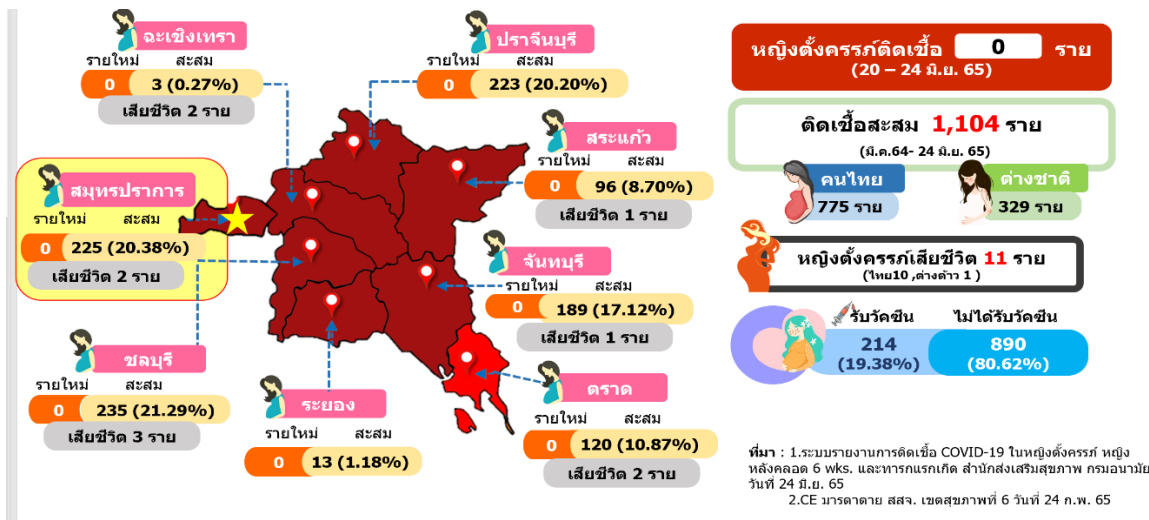 ฉะเชิงเทรา
รายใหม่ สะสม
0 3 (0.27%)
เสียชีวิต 2 ราย
ปราจีนบุรี
รายใหม่ สะสม
0 223 (20.20%)
สระแก้ว
รายใหม่ สะสม
0 96 (8.70%)
เสียชีวิต 1 ราย
สมุทรปราการ
รายใหม่ สะสม
0 225 (20.38%)
เสียชีวิต 2 ราย
จันทบุรี
รายใหม่ สะสม
0 189 (17.12%)
เสียชีวิต 1 ราย
ชลบุรี
รายใหม่ สะสม
0 235 (21.29%)
เสียชีวิต 3 ราย
ระยอง
รายใหม่ สะสม
0 13 (1.18%)
ตราด
รายใหม่ สะสม
0 120 (10.87%)
เสียชีวิต 2 ราย
หญิงตั้งครรภ์ติดเชื้อ 0 ราย
(20 – 24 มิ.ย. 65)
ติดเชื้อสะสม 1,104 ราย
(มี.ค.64- 24 มิ.ย. 65)
คนไทย ต่างชาติ
775 ราย 329 ราย
หญิงตั้งครรภ์เสียชีวิต 11 ราย
(ไทย10 ,ต่างด้าว 1 )
รับวัคซีน ไม่ได้รับวัคซีน
214 890
(19.38%) (80.62%)
ที่มา : 1.ระบบรายงานการติดเชื้อ COVID-19 ในหญิงตั้งครรภ์ หญิง
หลังคลอด 6 wks. และทารกแรกเกิด สำนักส่งเสริมสุขภาพ กรมอนามัย
วันที่ 24 มิ.ย. 65
2.CE มารดาตาย สสจ. เขตสุขภาพที่ 6 วันที่ 24 ก.พ. 65